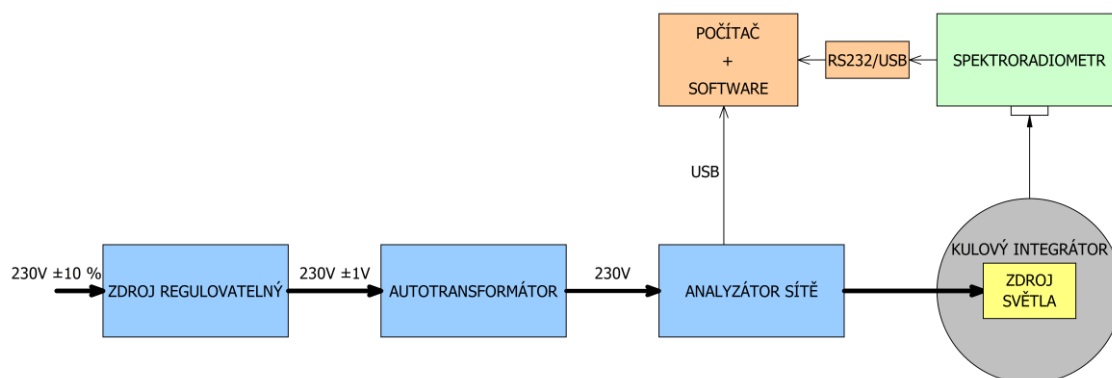 POČÍTAČ
+
SOFTWARE
RS232/USB
SPEKTRORADIOMETR
USB
KULOVÝ INTEGRÁTOR
230V ±10 %
ZDROJ REGULOVATELNÝ
230V ±1V
AUTOTRANSFORMÁTOR
230V
ANALYZÁTOR SÍTĚ
ZDROJ
SVĚTLA